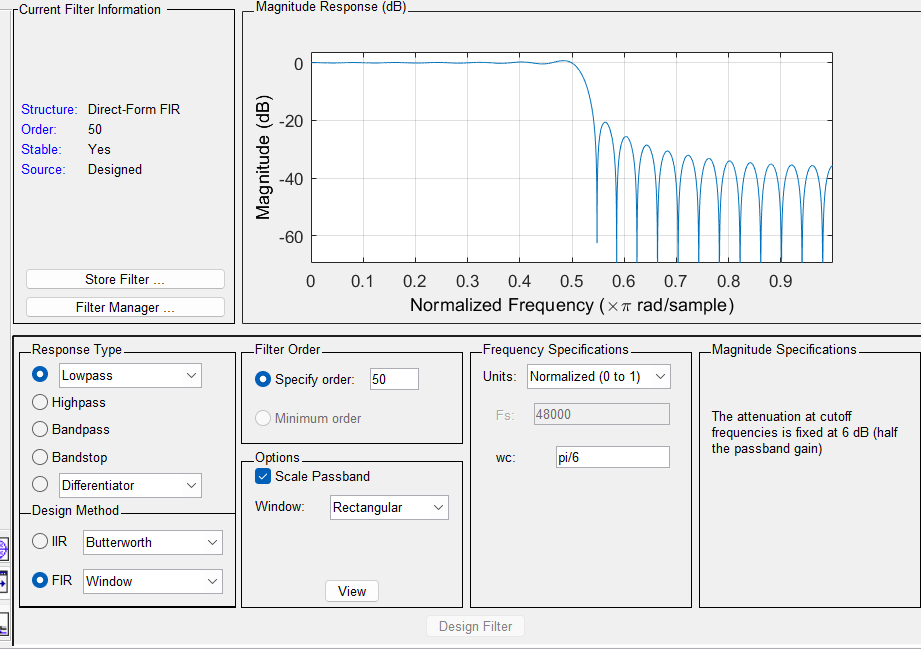 Current Filter Information
Structure: Direct-Form FIR
Order: 50
Stable: Yes
Source: Designed
Store Filter ...
Filter Manager ...
Magnitude Response (dB)
Magnitude (dB)
0
-20
-40
-60
0 0.1 0.2 0.3 0.4 0.5 0.6 0.7 0.8 0.9
Normalized Frequency (×π rad/sample)
Response Type
Lowpass
Highpass
Bandpass
Bandstop
Differentiator
Design Method
IIR Butterworth
FIR Window
Filter Order
Specify order: 50
Minimum order
Options
Scale Passband
Window: Rectangular
View
Frequency Specifications
Units: Normalized (0 to 1)
Fs: 48000
wc: pi/6
Magnitude Specifications
The attenuation at cutoff
frequencies is fixed at 6 dB (half
the passband gain)
Design Filter